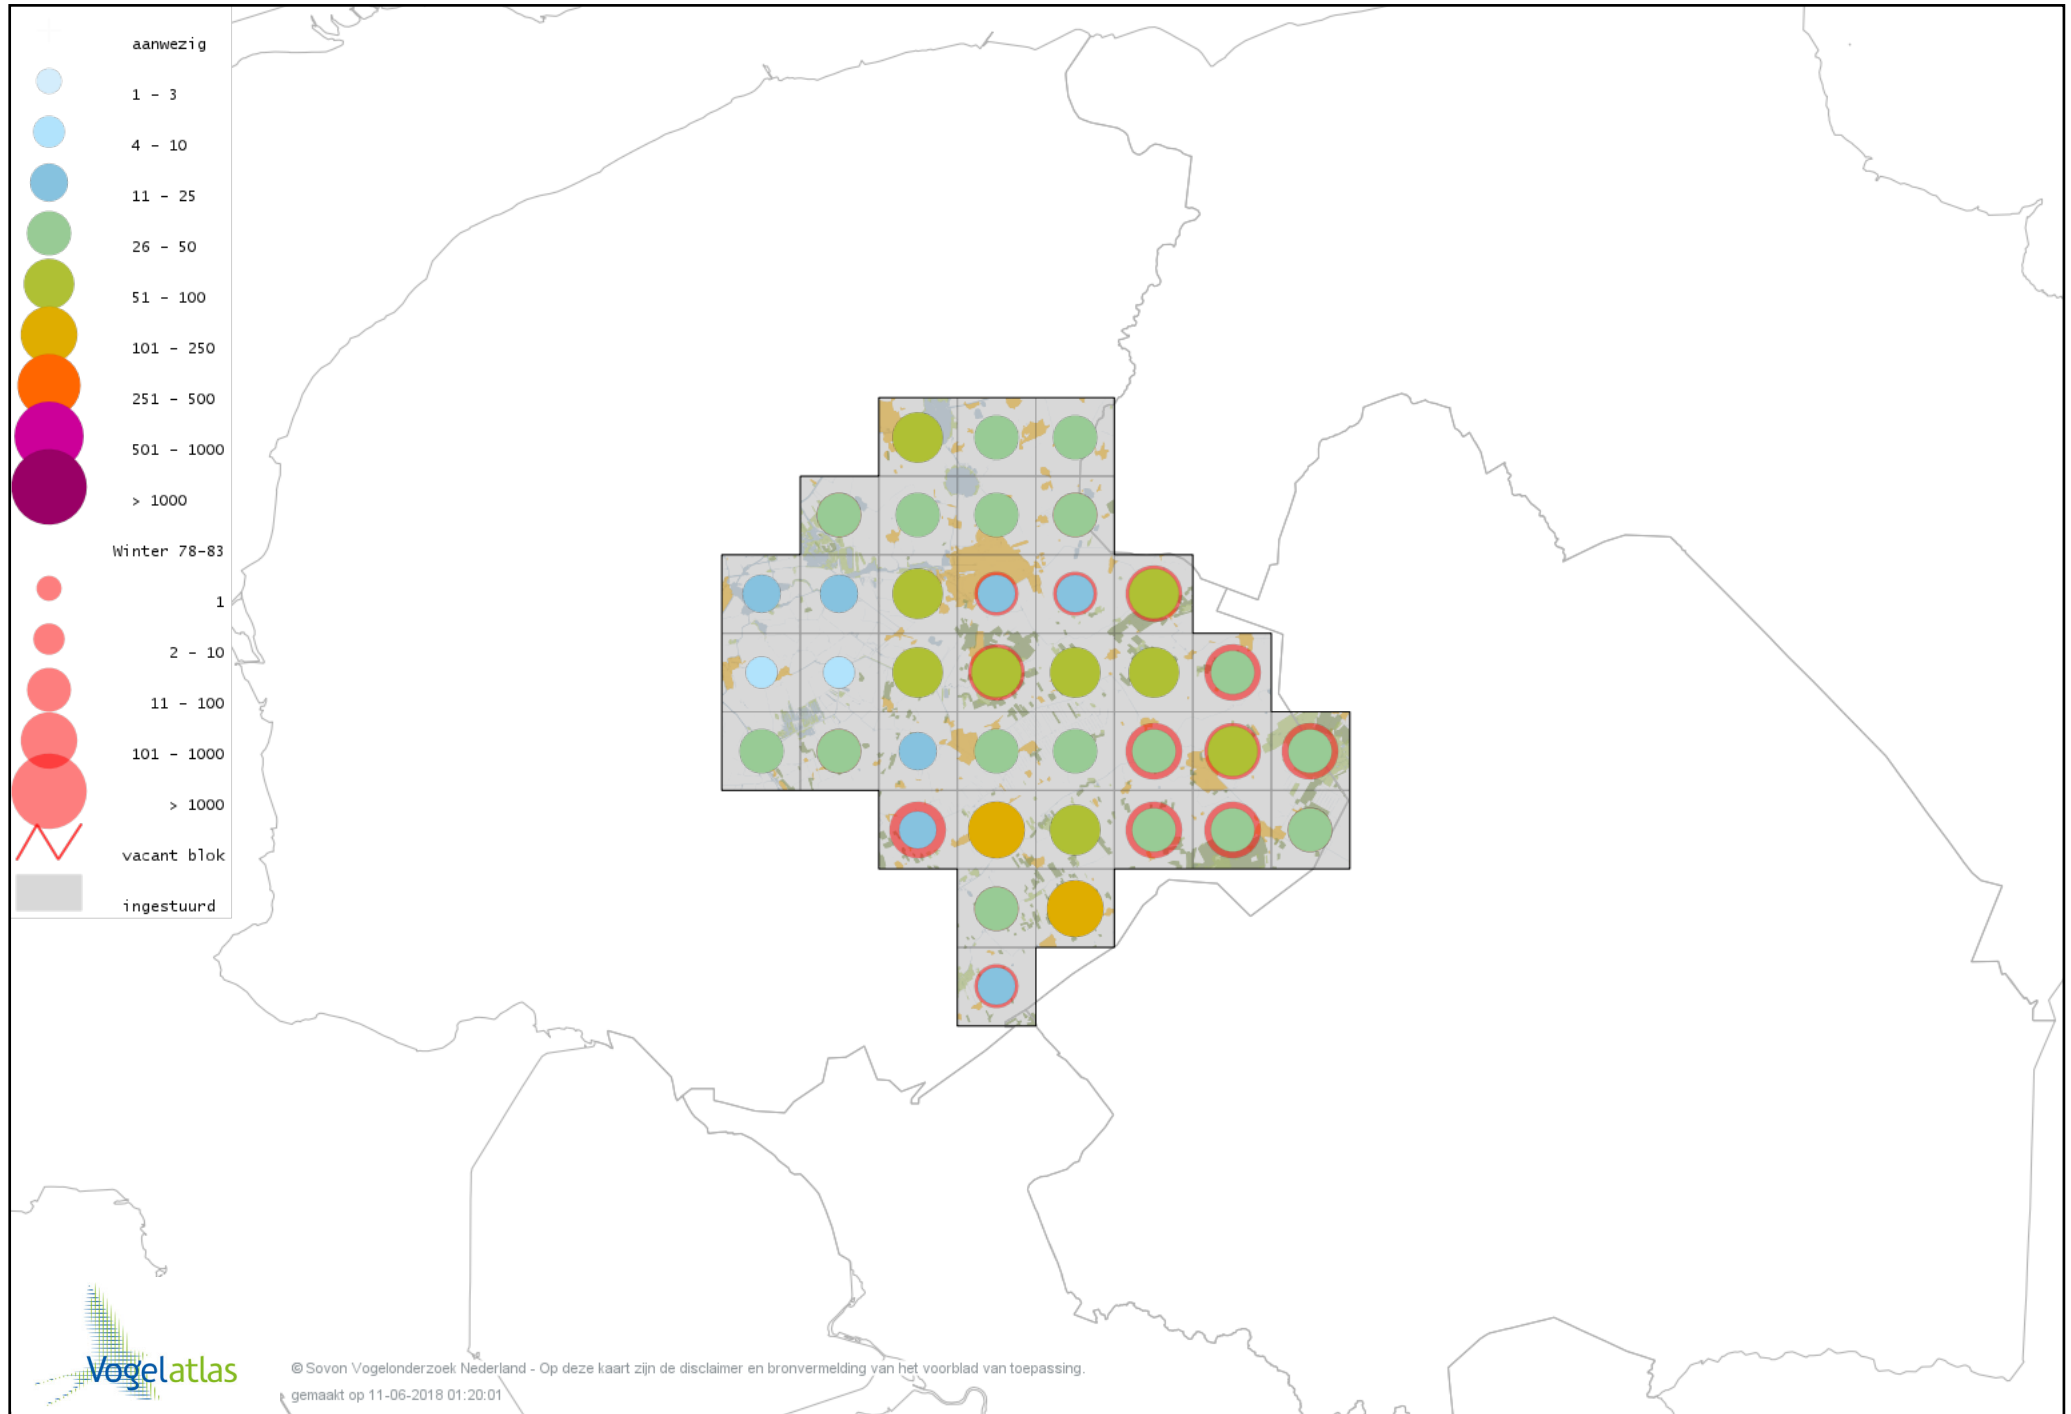 aanwezig
1 - 3
4 - 10
11 - 25
26 - 50
51 - 100
101 - 250
251 - 500
501 - 1000
> 1000
Winter 78-83
1
2 - 10
11 - 100
101 - 1000
> 1000
vacant blok
ingestuurd
Vogelatlas
© Sovon Vogelonderzoek Nederland - Op deze kaart zijn de disclaimer en bronvermelding van het voorblad van toepassing.
gemaakt op 11-06-2018 01:20:01